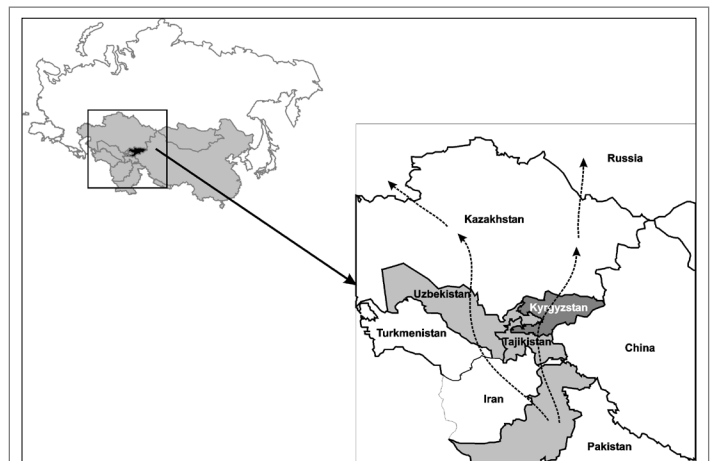 Russia
Kazakhstan
Uzbekistan
Kyrgyzstan
Turkmenistan
Tajikistan
China
Iran
Pakistan